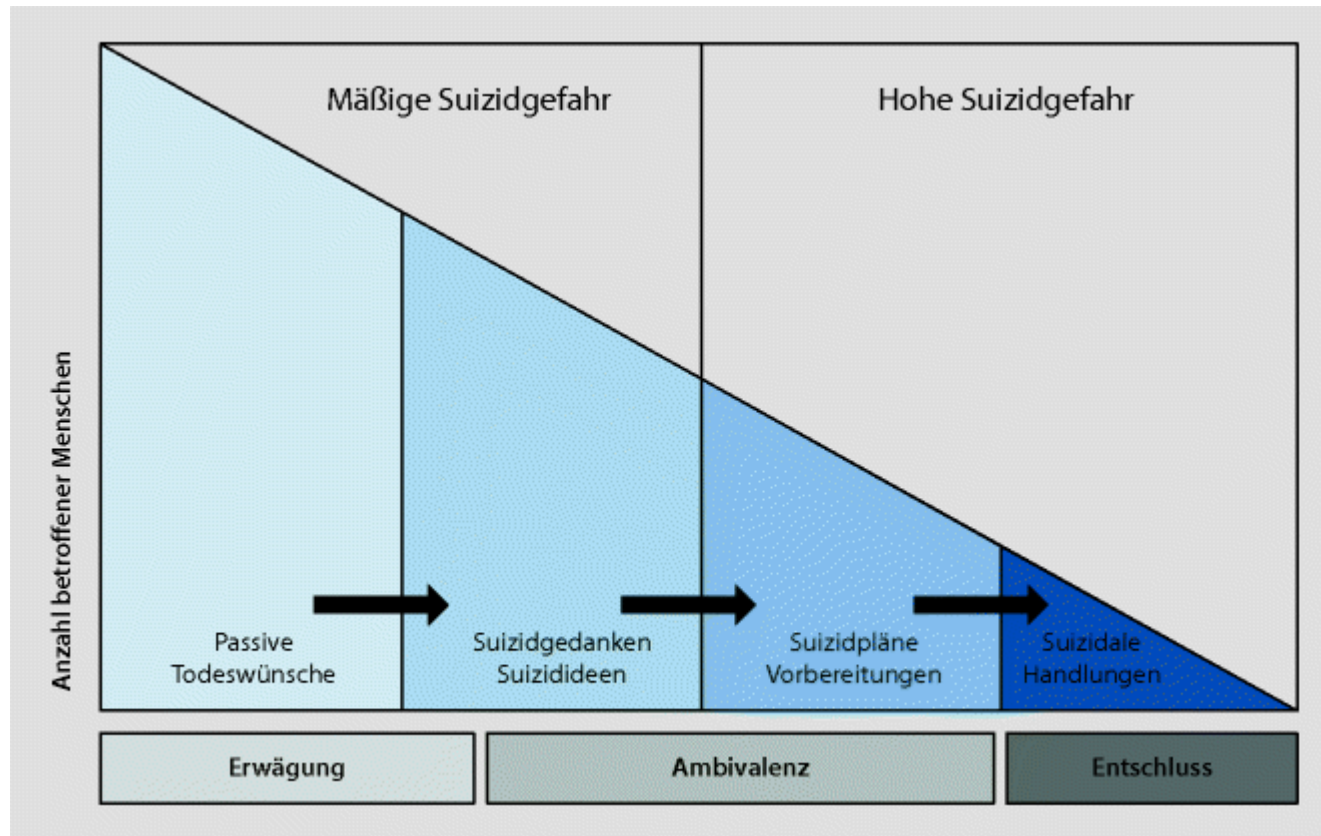 Mäßige Suizidgefahr
Hohe Suizidgefahr
Anzahl betroffener Menschen
Passive
Todeswünsche
Suizidgedanken
Suizidideen
Suizidpläne
Vorbereitungen
Suizidale
Handlungen
Erwägung
Ambivalenz
Entschluss